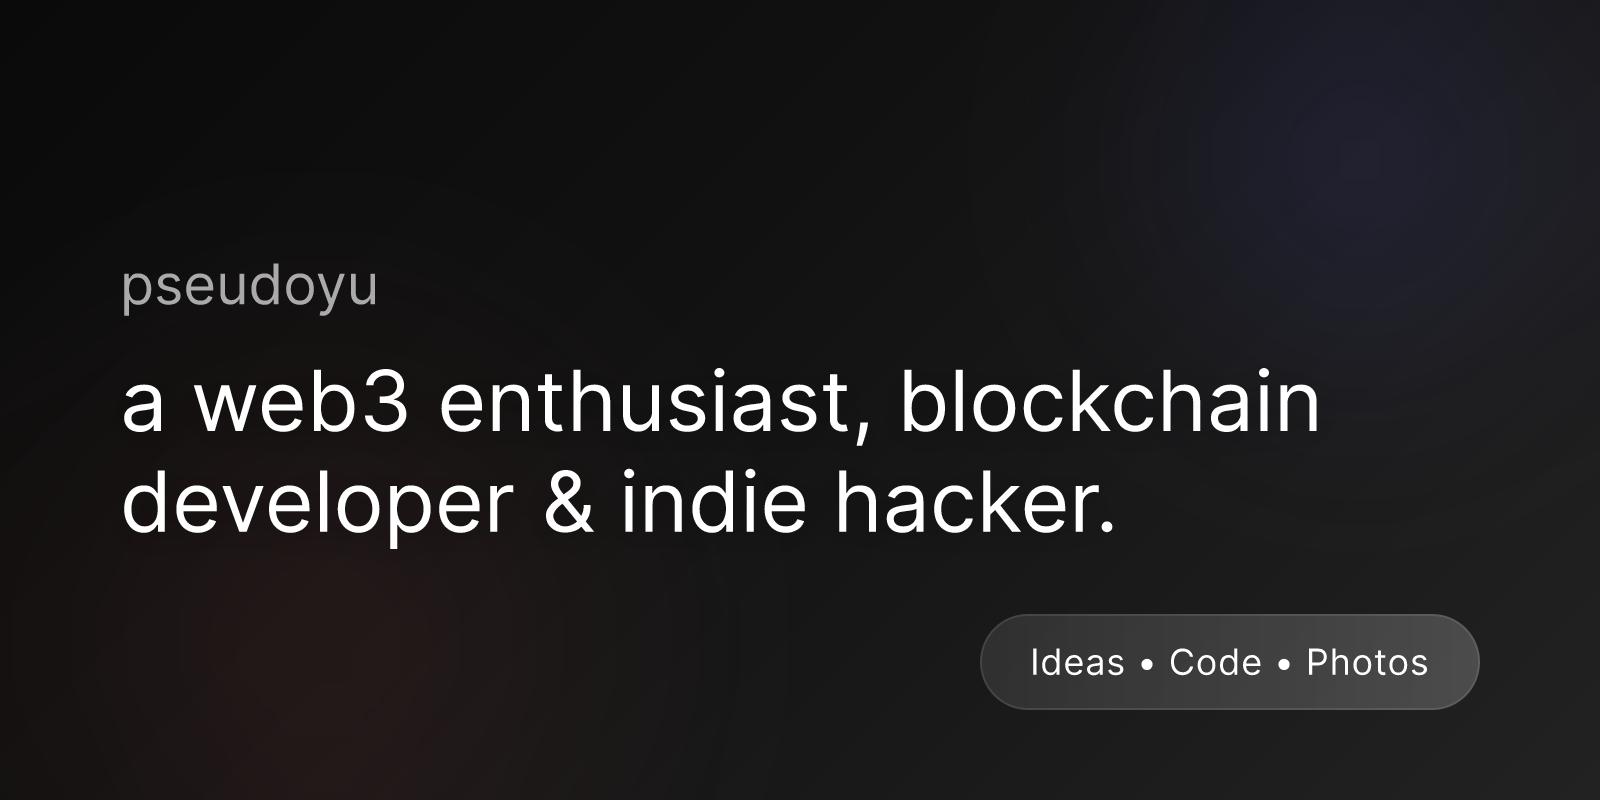 pseudoyu
a web3 enthusiast, blockchain
developer & indie hacker.
Ideas • Code • Photos